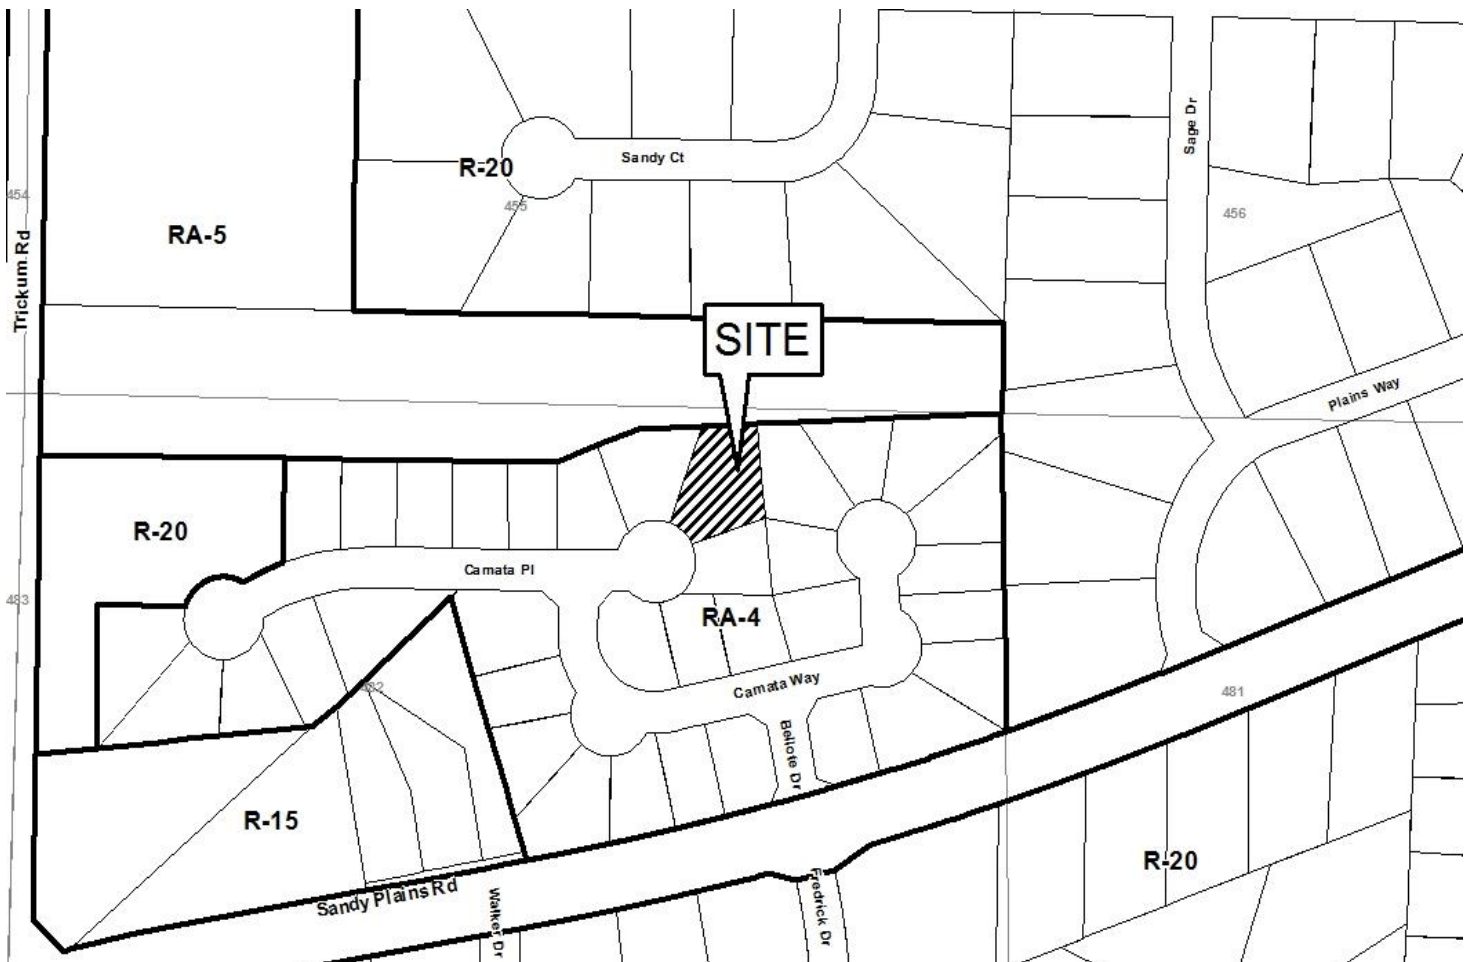 Sage Dr
Sandy Ct
R-20
454
455
456
RA-5
Trickum Rd
SITE
Plains Way
R-20
Camata Pl
483
RA-4
482
Camata Way
481
Bellote Dr
R-15
R-20
Sandy Plains Rd
Walker Dr
Fredrick Dr